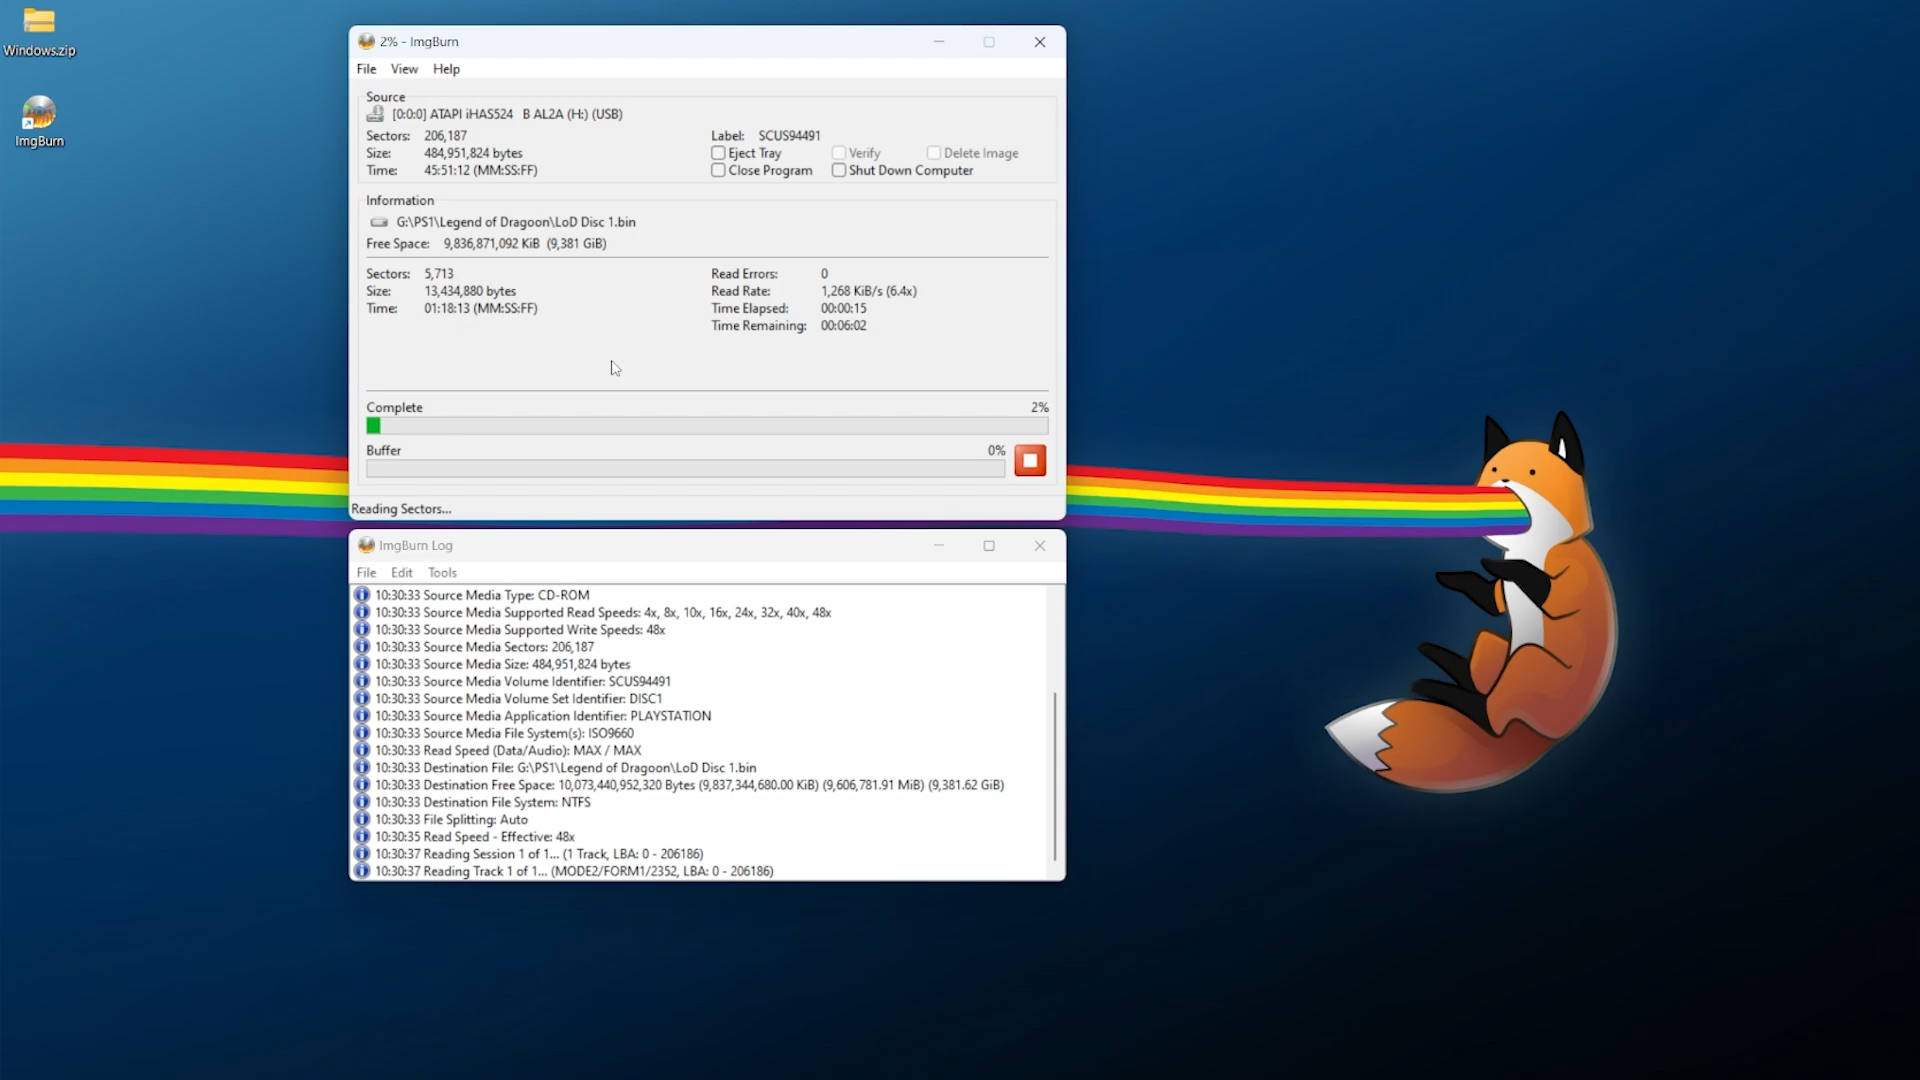 Windows.zip
ImgBurn
2% - ImgBurn
File View Help
Source
[0:0:0] ATAPI iHAS524 B AL2A (H:) (USB)
Sectors: 206,187
Size: 484,951,824 bytes
Time: 45:51:12 (MM:SS:FF)
Label: SCUS94491
Eject Tray Verify Delete Image
Close Program Shut Down Computer
Information
G:\PS1\Legend of Dragoon\LoD Disc 1.bin
Free Space: 9,836,871,092 KiB (9,381 GiB)
Sectors: 5,713
Size: 13,434,880 bytes
Time: 01:18:13 (MM:SS:FF)
Read Errors: 0
Read Rate: 1,268 KiB/s (6.4x)
Time Elapsed: 00:00:15
Time Remaining: 00:06:02
Complete 2%
Buffer 0%
Reading Sectors...
ImgBurn Log
File Edit Tools
10:30:33 Source Media Type: CD-ROM
10:30:33 Source Media Supported Read Speeds: 4x, 8x, 10x, 16x, 24x, 32x, 40x, 48x
10:30:33 Source Media Supported Write Speeds: 48x
10:30:33 Source Media Sectors: 206,187
10:30:33 Source Media Size: 484,951,824 bytes
10:30:33 Source Media Volume Identifier: SCUS94491
10:30:33 Source Media Volume Set Identifier: DISC1
10:30:33 Source Media Application Identifier: PLAYSTATION
10:30:33 Source Media File System(s): ISO9660
10:30:33 Read Speed (Data/Audio): MAX / MAX
10:30:33 Destination File: G:\PS1\Legend of Dragoon\LoD Disc 1.bin
10:30:33 Destination Free Space: 10,073,440,952,320 Bytes (9,837,344,680.00 KiB) (9,606,781.91 MiB) (9,381.62 GiB)
10:30:33 Destination File System: NTFS
10:30:33 File Splitting: Auto
10:30:35 Read Speed - Effective: 48x
10:30:37 Reading Session 1 of 1... (1 Track, LBA: 0 - 206186)
10:30:37 Reading Track 1 of 1... (MODE2/FORM1/2352, LBA: 0 - 206186)